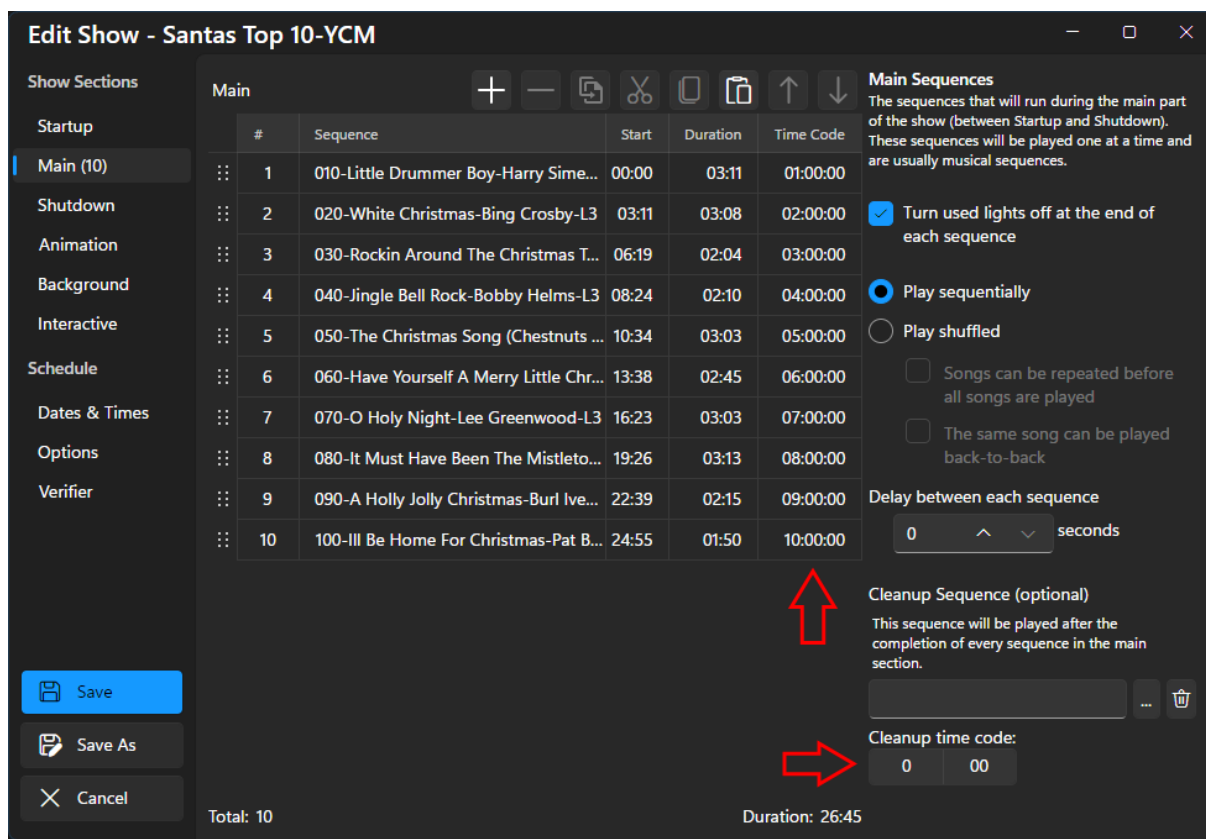 Edit Show - Santas Top 10-YCM
Show Sections
Startup
Main (10)
Shutdown
Animation
Background
Interactive
Schedule
Dates & Times
Options
Verifier
Save
Save As
Cancel
Main
# Sequence Start Duration Time Code
1 010-Little Drummer Boy-Harry Sime... 00:00 03:11 01:00:00
2 020-White Christmas-Bing Crosby-L3 03:11 03:08 02:00:00
3 030-Rockin Around The Christmas T... 06:19 02:04 03:00:00
4 040-Jingle Bell Rock-Bobby Helms-L3 08:24 02:10 04:00:00
5 050-The Christmas Song (Chestnuts ... 10:34 03:03 05:00:00
6 060-Have Yourself A Merry Little Chr... 13:38 02:45 06:00:00
7 070-O Holy Night-Lee Greenwood-L3 16:23 03:03 07:00:00
8 080-It Must Have Been The Mistleto... 19:26 03:13 08:00:00
9 090-A Holly Jolly Christmas-Burl Ive... 22:39 02:15 09:00:00
10 100-Ill Be Home For Christmas-Pat B... 24:55 01:50 10:00:00
Total: 10 Duration: 26:45
Main Sequences
The sequences that will run during the main part
of the show (between Startup and Shutdown).
These sequences will be played one at a time and
are usually musical sequences.
Turn used lights off at the end of
each sequence
Play sequentially
Play shuffled
Songs can be repeated before
all songs are played
The same song can be played
back-to-back
Delay between each sequence
0 seconds
Cleanup Sequence (optional)
This sequence will be played after the
completion of every sequence in the main
section.
...
Cleanup time code:
0 00